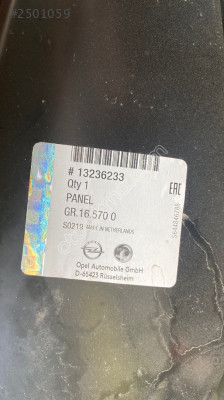 #2501059
# 13236233
Qty 1
PANEL
GR.16.570 0
S0219 MADE IN NETHERLANDS
EAC
Opel Automobile GmbH
D-65423 Rüsselsheim